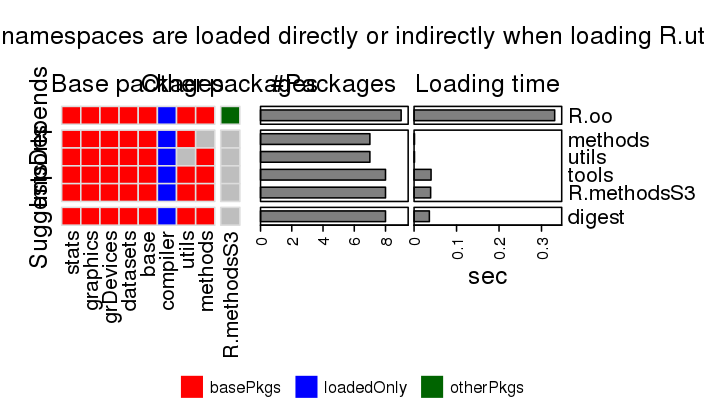 namespaces are loaded directly or indirectly when loading R.ut
Base packages
Other packages
#Packages
Loading time
Depends
Suggests
R.oo
methods
utils
tools
R.methodsS3
digest
stats
graphics
grDevices
datasets
base
compiler
utils
methods
R.methodsS3
0 2 4 6 8
0 0.1 0.2 0.3
sec
basePkgs loadedOnly otherPkgs